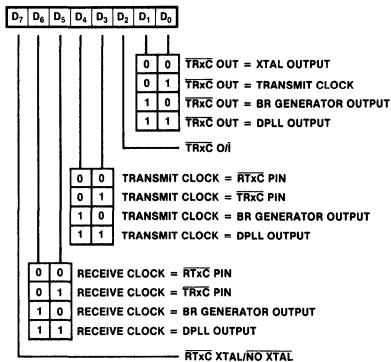 D7 D6 D5 D4 D3 D2 D1 D0
0 0 TRxC OUT = XTAL OUTPUT
0 1 TRxC OUT = TRANSMIT CLOCK
1 0 TRxC OUT = BR GENERATOR OUTPUT
1 1 TRxC OUT = DPLL OUTPUT
TRxC O/I
0 0 TRANSMIT CLOCK = RTxC PIN
0 1 TRANSMIT CLOCK = TRxC PIN
1 0 TRANSMIT CLOCK = BR GENERATOR OUTPUT
1 1 TRANSMIT CLOCK = DPLL OUTPUT
0 0 RECEIVE CLOCK = RTxC PIN
0 1 RECEIVE CLOCK = TRxC PIN
1 0 RECEIVE CLOCK = BR GENERATOR OUTPUT
1 1 RECEIVE CLOCK = DPLL OUTPUT
RTxC XTAL/NO XTAL